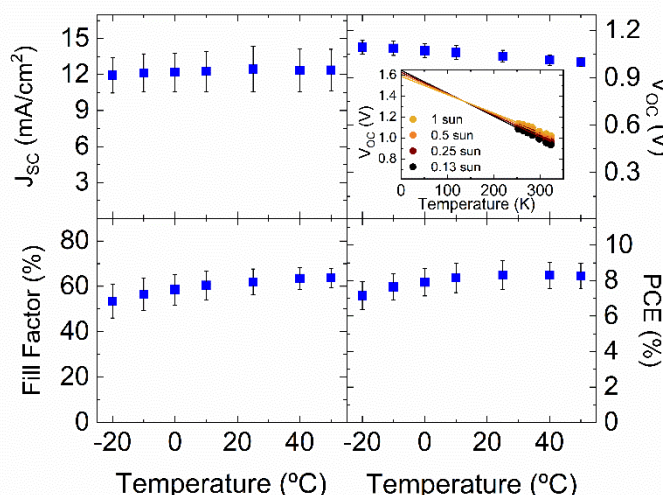 15
12
9
6
3
J_SC (mA/cm²)
1.2
0.9
0.6
0.3
V_OC (V)
1.6
1.4
1.2
1.0
0.8
V_OC (V)
1 sun
0.5 sun
0.25 sun
0.13 sun
0 100 200 300
Temperature (K)
80
60
40
20
0
Fill Factor (%)
10
8
6
4
2
0
PCE (%)
-20 0 20 40
-20 0 20 40
Temperature (ºC)
Temperature (ºC)